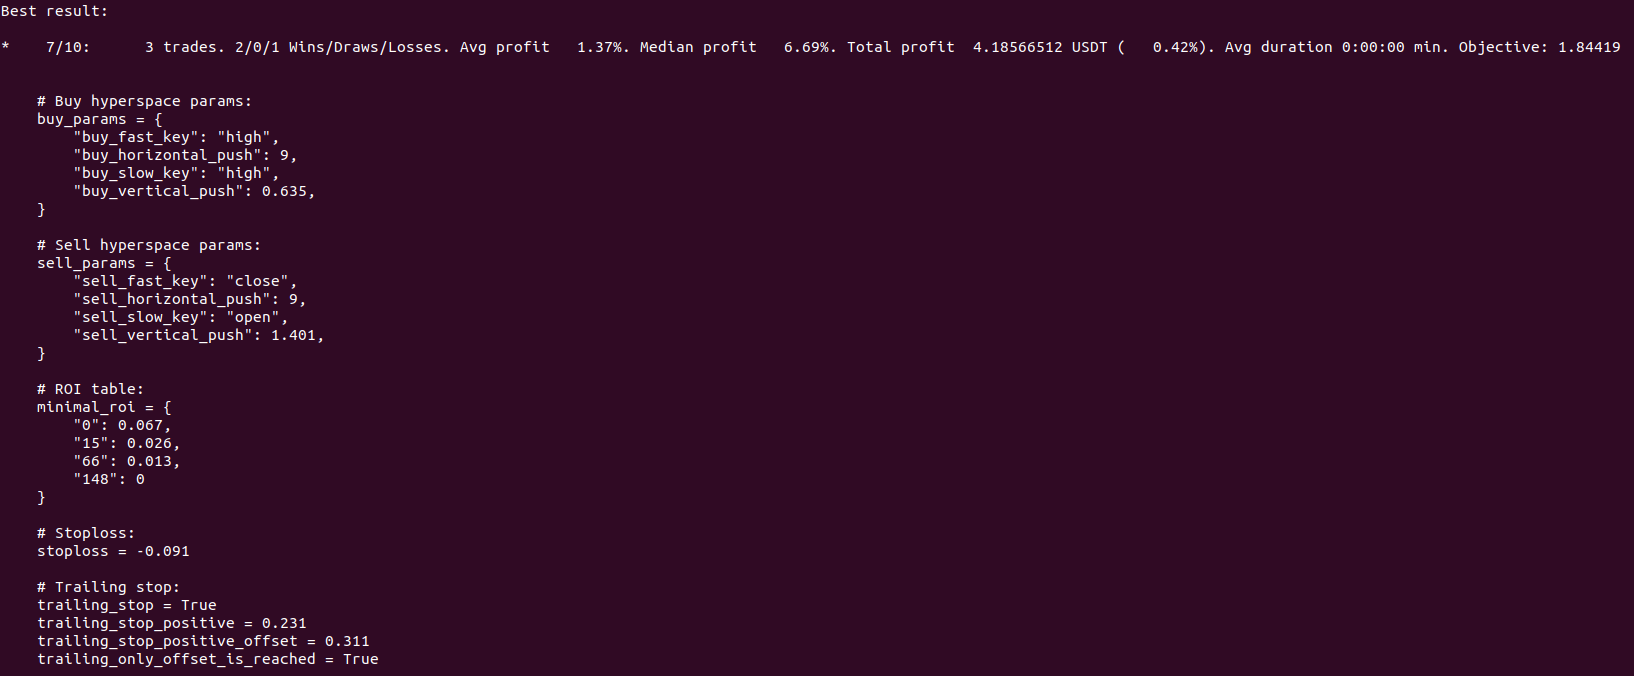 Best result:
*    7/10:      3 trades. 2/0/1 Wins/Draws/Losses. Avg profit   1.37%. Median profit   6.69%. Total profit  4.18566512 USDT (   0.42%). Avg duration 0:00:00 min. Objective: 1.84419
    # Buy hyperspace params:
    buy_params = {
        "buy_fast_key": "high",
        "buy_horizontal_push": 9,
        "buy_slow_key": "high",
        "buy_vertical_push": 0.635,
    }
    # Sell hyperspace params:
    sell_params = {
        "sell_fast_key": "close",
        "sell_horizontal_push": 9,
        "sell_slow_key": "open",
        "sell_vertical_push": 1.401,
    }
    # ROI table:
    minimal_roi = {
        "0": 0.067,
        "15": 0.026,
        "66": 0.013,
        "148": 0
    }
    # Stoploss:
    stoploss = -0.091
    # Trailing stop:
    trailing_stop = True
    trailing_stop_positive = 0.231
    trailing_stop_positive_offset = 0.311
    trailing_only_offset_is_reached = True